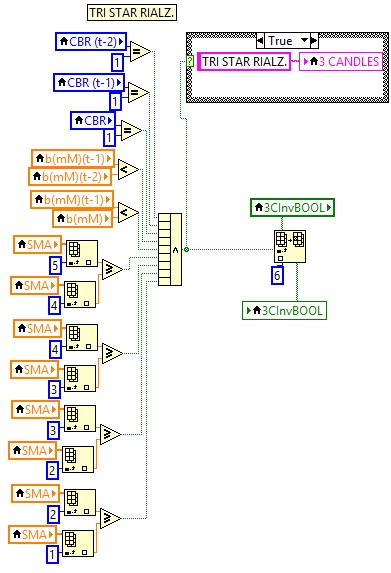 TRI STAR RIALZ.
CBR (t-2)
1
CBR (t-1)
1
CBR
1
b(mM)(t-1)
b(mM)(t-2)
b(mM)(t-1)
b(mM)
SMA
5
SMA
4
SMA
4
SMA
3
SMA
3
SMA
2
SMA
2
SMA
1
True
TRI STAR RIALZ.
3 CANDLES
?
3CInvBOOL
6
3CInvBOOL